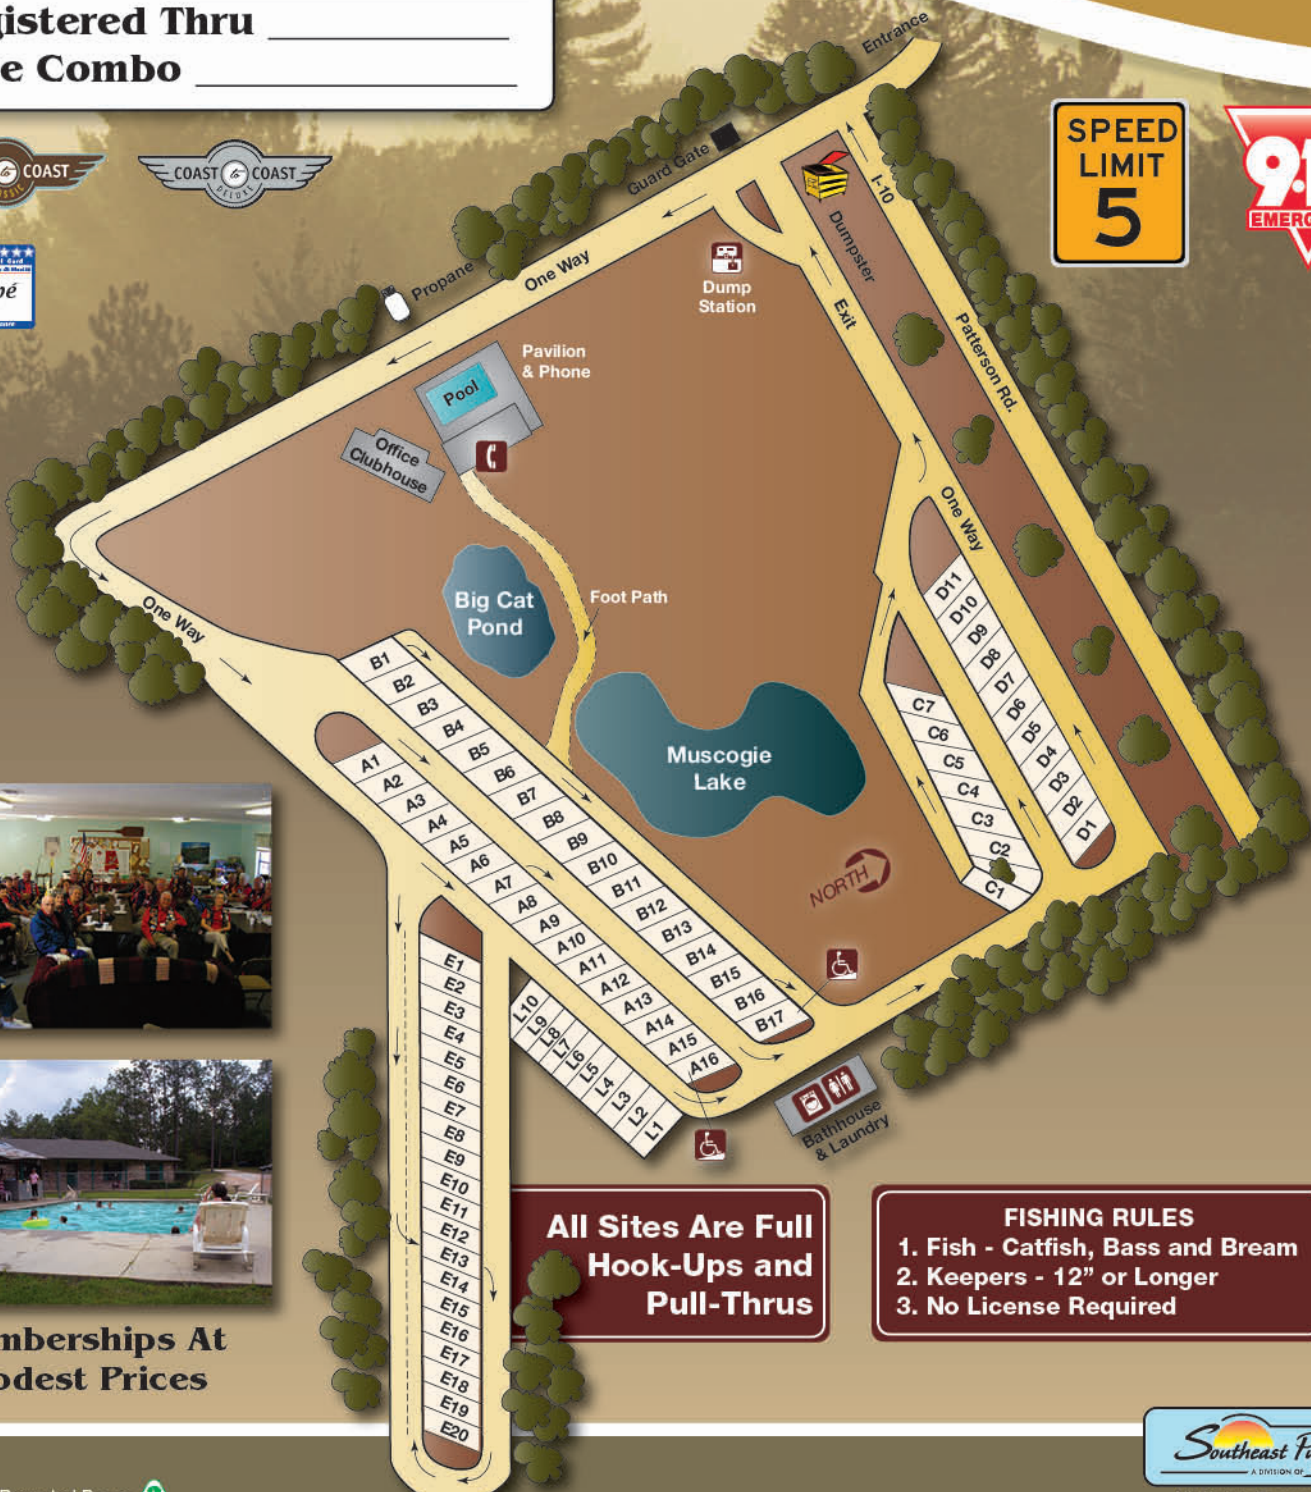 gistered Thru
e Combo
COAST
COAST to COAST
DELUXE
Entrance
SPEED
LIMIT
5
Guard Gate
I-10
Dumpster
Propane
One Way
Dump
Station
Exit
Patterson Rd.
Pavilion
& Phone
Pool
Office
Clubhouse
One Way
One Way
Big Cat
Pond
Foot Path
Muscogie
Lake
NORTH
B1
B2
B3
B4
B5
B6
B7
B8
B9
B10
B11
B12
B13
B14
B15
B16
B17
A1
A2
A3
A4
A5
A6
A7
A8
A9
A10
A11
A12
A13
A14
A15
A16
D11
D10
D9
D8
D7
D6
D5
D4
D3
D2
D1
C7
C6
C5
C4
C3
C2
C1
E1
E2
E3
E4
E5
E6
E7
E8
E9
E10
E11
E12
E13
E14
E15
E16
E17
E18
E19
E20
L10
L9
L8
L7
L6
L5
L4
L3
L2
L1
Bathhouse
& Laundry
All Sites Are Full
Hook-Ups and
Pull-Thrus
FISHING RULES
1. Fish - Catfish, Bass and Bream
2. Keepers - 12” or Longer
3. No License Required
mberships At
odest Prices
Southeast
A DIVISION OF